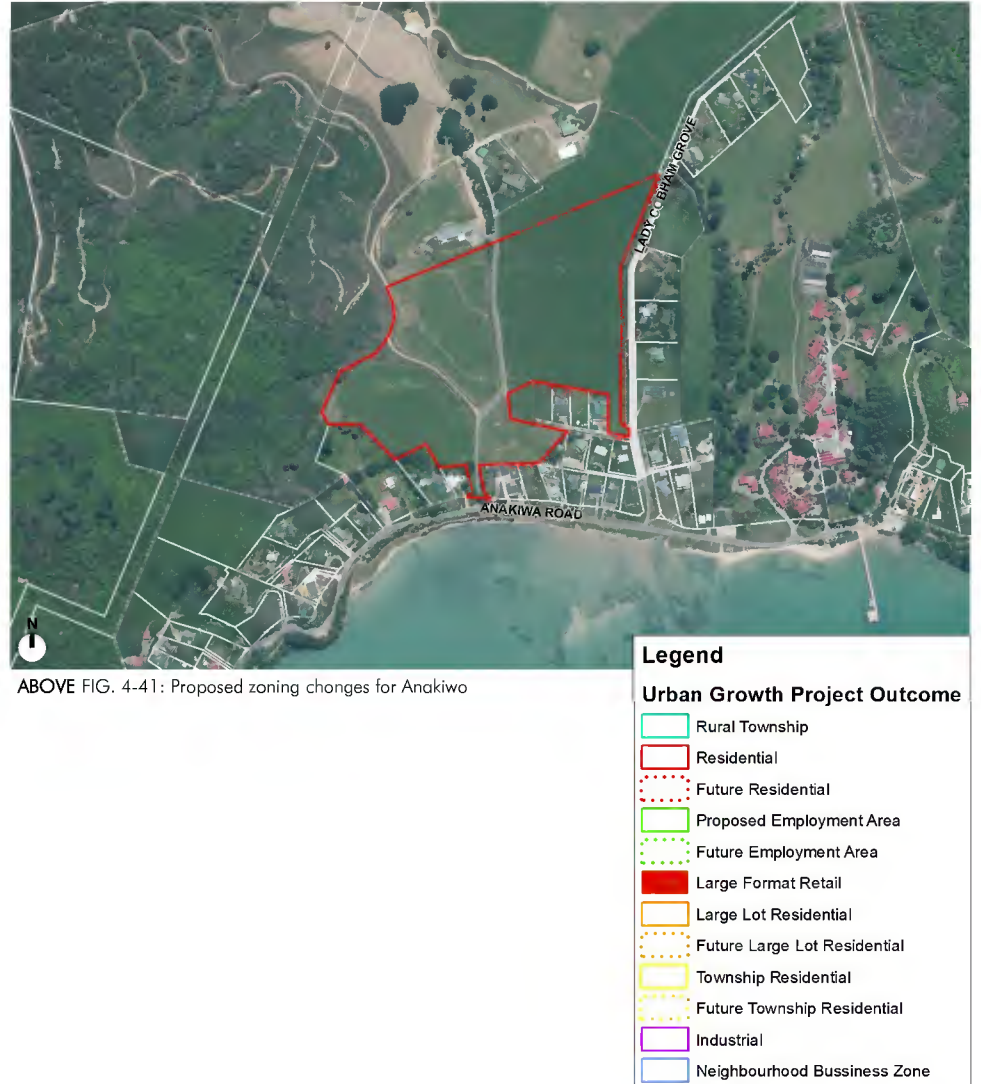 LADY COBHAM GROVE
ANAKIWA ROAD
N
ABOVE FIG. 4-41: Proposed zoning changes for Anakiwo
Legend
Urban Growth Project Outcome
Rural Township
Residential
Future Residential
Proposed Employment Area
Future Employment Area
Large Format Retail
Large Lot Residential
Future Large Lot Residential
Township Residential
Future Township Residential
Industrial
Neighbourhood Bussiness Zone